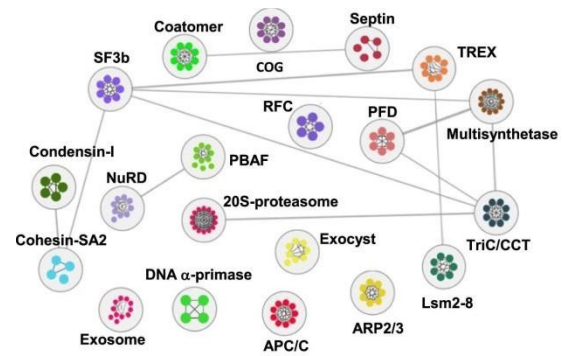 Septin
Coatomer
TREX
SF3b
COG
RFC
PFD
Multisynthetase
Condensin-I
PBAF
NuRD
20S-proteasome
Cohesin-SA2
Exocyst
TriC/CCT
DNA α-primase
Lsm2-8
ARP2/3
Exosome
APC/C